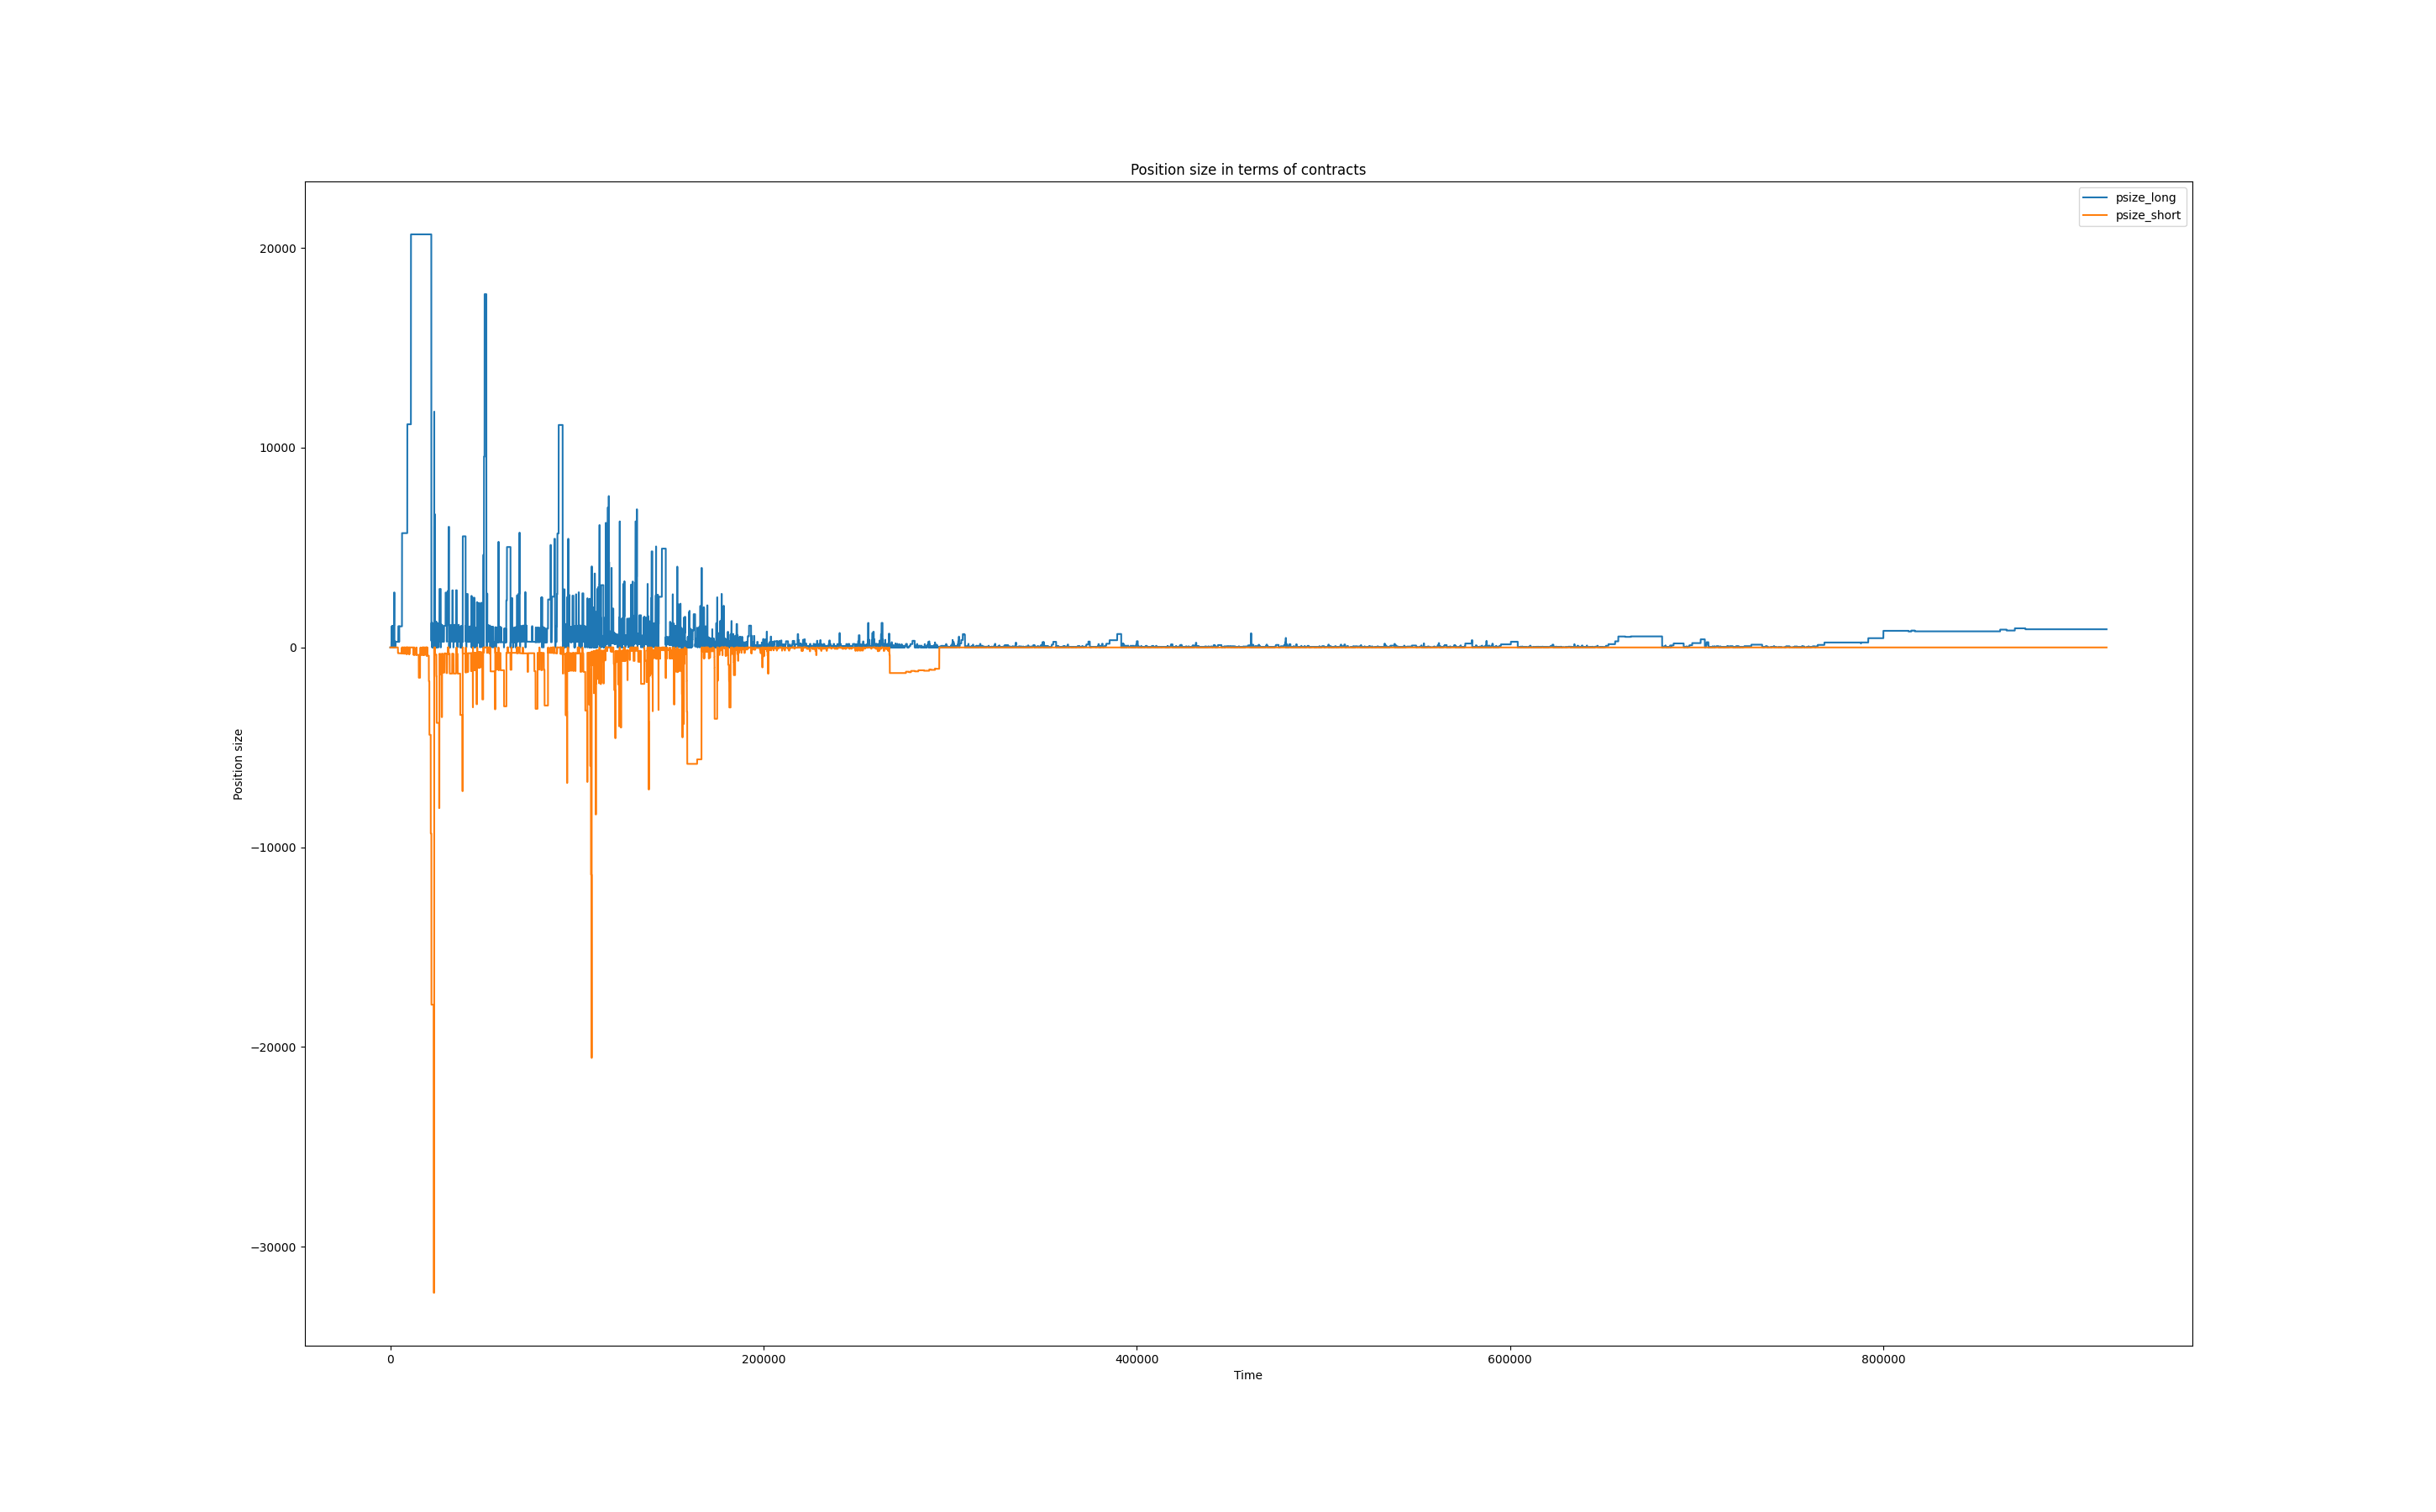 Position size in terms of contracts
psize_long
psize_short
20000
10000
0
−10000
−20000
−30000
Position size
0
200000
400000
600000
800000
Time